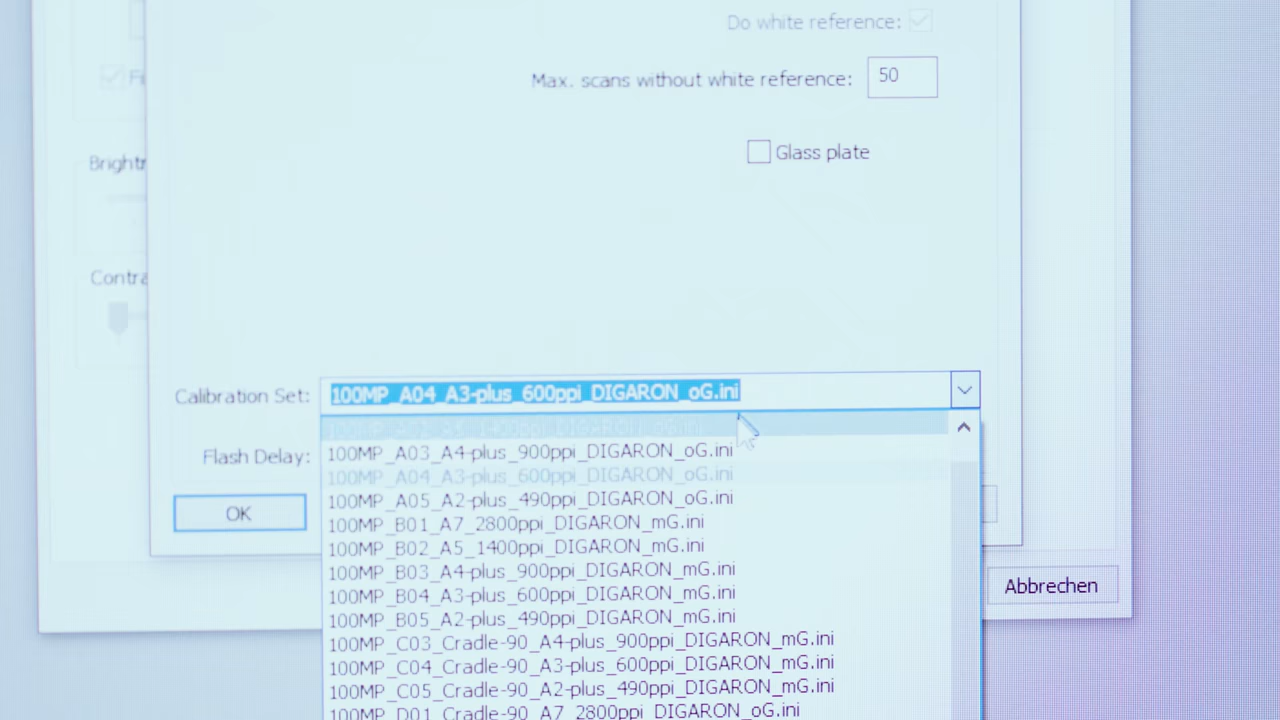 Do white reference:
Fi
Max. scans without white reference: 50
Glass plate
Brightr
Contra
Calibration Set: 100MP_A04_A3-plus_600ppi_DIGARON_oG.ini
100MP_A03_A4-plus_900ppi_DIGARON_oG.ini
Flash Delay:
100MP_A04_A3-plus_600ppi_DIGARON_oG.ini
100MP_A05_A2-plus_490ppi_DIGARON_oG.ini
OK
100MP_B01_A7_2800ppi_DIGARON_mG.ini
100MP_B02_A5_1400ppi_DIGARON_mG.ini
100MP_B03_A4-plus_900ppi_DIGARON_mG.ini
100MP_B04_A3-plus_600ppi_DIGARON_mG.ini
Abbrechen
100MP_B05_A2-plus_490ppi_DIGARON_mG.ini
100MP_C03_Cradle-90_A4-plus_900ppi_DIGARON_mG.ini
100MP_C04_Cradle-90_A3-plus_600ppi_DIGARON_mG.ini
100MP_C05_Cradle-90_A2-plus_490ppi_DIGARON_mG.ini
100MP_D01_Cradle-90_A7_2800ppi_DIGARON_oG.ini